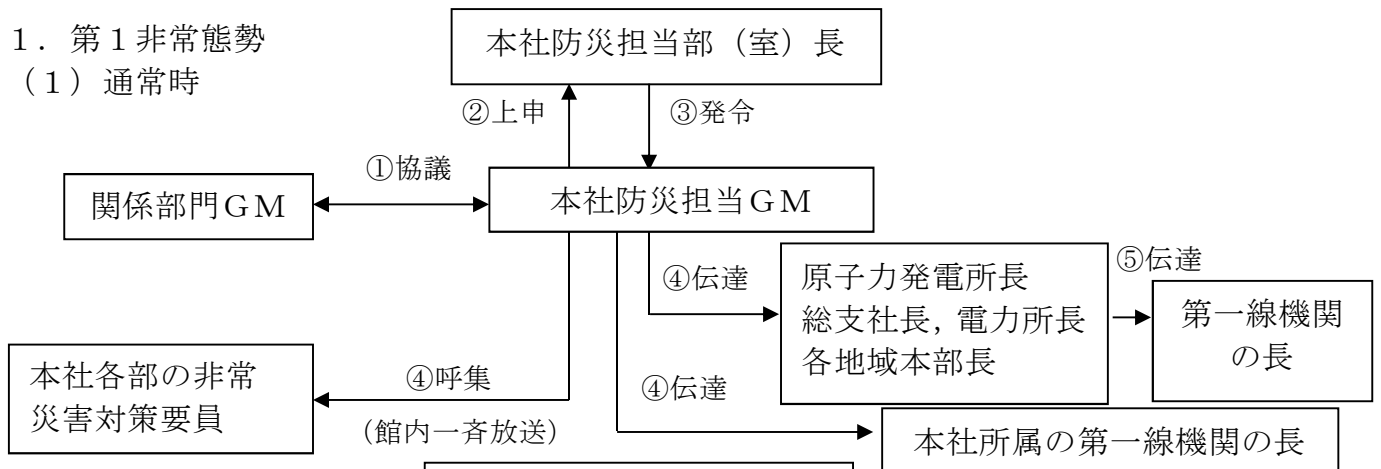 １．第１非常態勢
（１）通常時
本社防災担当部（室）長
②上申
③発令
①協議
関係部門ＧＭ
本社防災担当ＧＭ
④伝達
原子力発電所長
総支社長，電力所長
各地域本部長
⑤伝達
第一線機関
の長
本社各部の非常
災害対策要員
④呼集
（館内一斉放送）
④伝達
本社所属の第一線機関の長